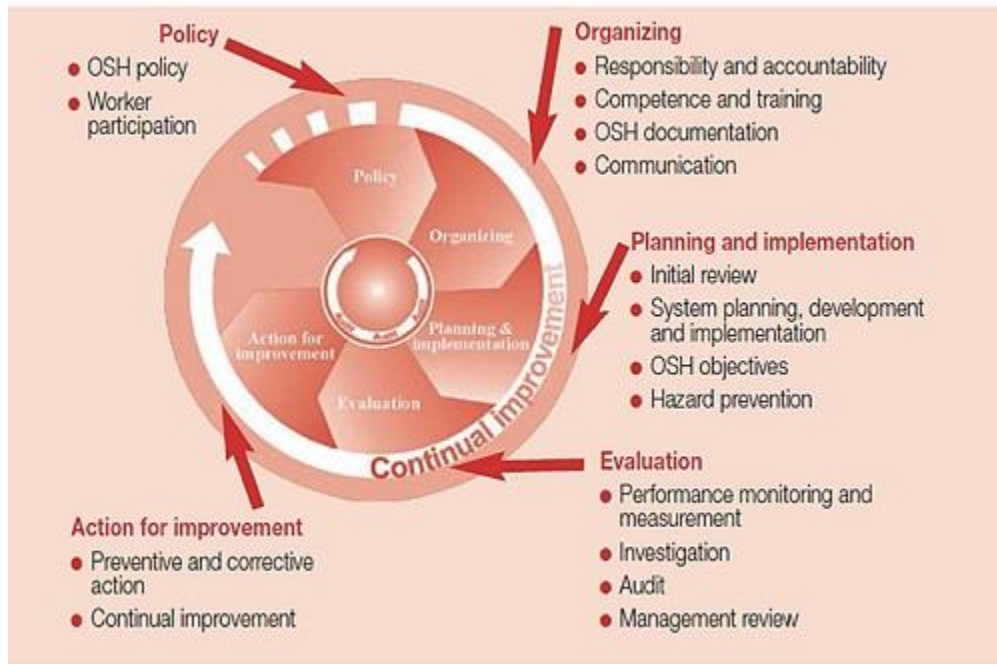 Policy
OSH policy
Worker
participation
Organizing
Responsibility and accountability
Competence and training
OSH documentation
Communication
Planning and implementation
Initial review
System planning, development
and implementation
OSH objectives
Hazard prevention
Evaluation
Performance monitoring and
measurement
Investigation
Audit
Management review
Action for improvement
Preventive and corrective
action
Continual improvement
Policy
Organizing
Planning &
implementation
Evaluation
Action for
improvement
Continual improvement
Audit